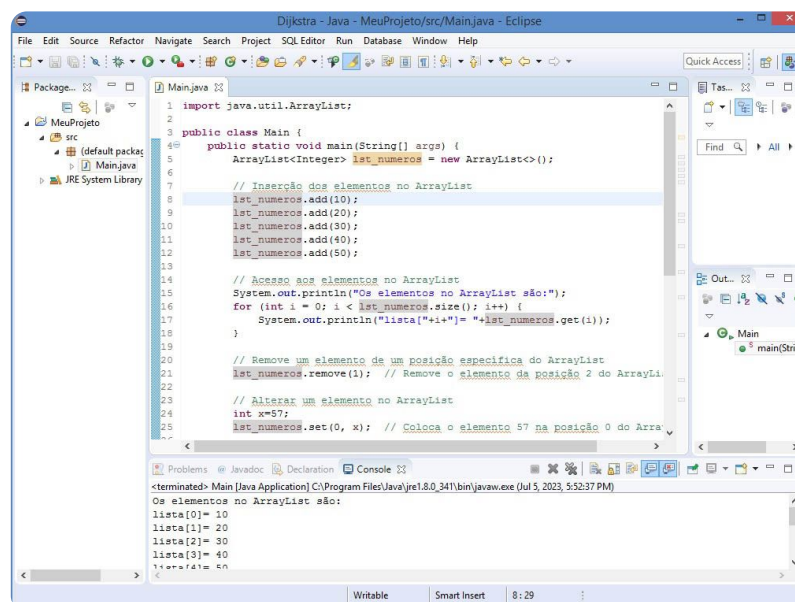 Dijkstra - Java - MeuProjeto/src/Main.java - Eclipse
File Edit Source Refactor Navigate Search Project SQL Editor Run Database Window Help
Quick Access
Package...
MeuProjeto
src
(default packag
Main.java
JRE System Library
Main.java
1 import java.util.ArrayList;
2
3 public class Main {
4 public static void main(String[] args) {
5 ArrayList<Integer> lst_numeros = new ArrayList<>();
6
7 // Inserção dos elementos no ArrayList
8 lst_numeros.add(10);
9 lst_numeros.add(20);
10 lst_numeros.add(30);
11 lst_numeros.add(40);
12 lst_numeros.add(50);
13
14 // Acesso aos elementos no ArrayList
15 System.out.println("Os elementos no ArrayList são:");
16 for (int i = 0; i < lst_numeros.size(); i++) {
17 System.out.println("lista["+i+"]= "+lst_numeros.get(i));
18 }
19
20 // Remove um elemento de um posição específica do ArrayList
21 lst_numeros.remove(1); // Remove o elemento da posição 2 do ArrayLi
22
23 // Alterar um elemento no ArrayList
24 int x=57;
25 lst_numeros.set(0, x); // Coloca o elemento 57 na posição 0 do Arra
Tas...
Find All
Out...
Main
main(Stri
Problems Javadoc Declaration Console
<terminated> Main [Java Application] C:\Program Files\Java\jre1.8.0_341\bin\javaw.exe (Jul 5, 2023, 5:52:37 PM)
Os elementos no ArrayList são:
lista[0]= 10
lista[1]= 20
lista[2]= 30
lista[3]= 40
lista[4]= 50
Writable Smart Insert 8 : 29